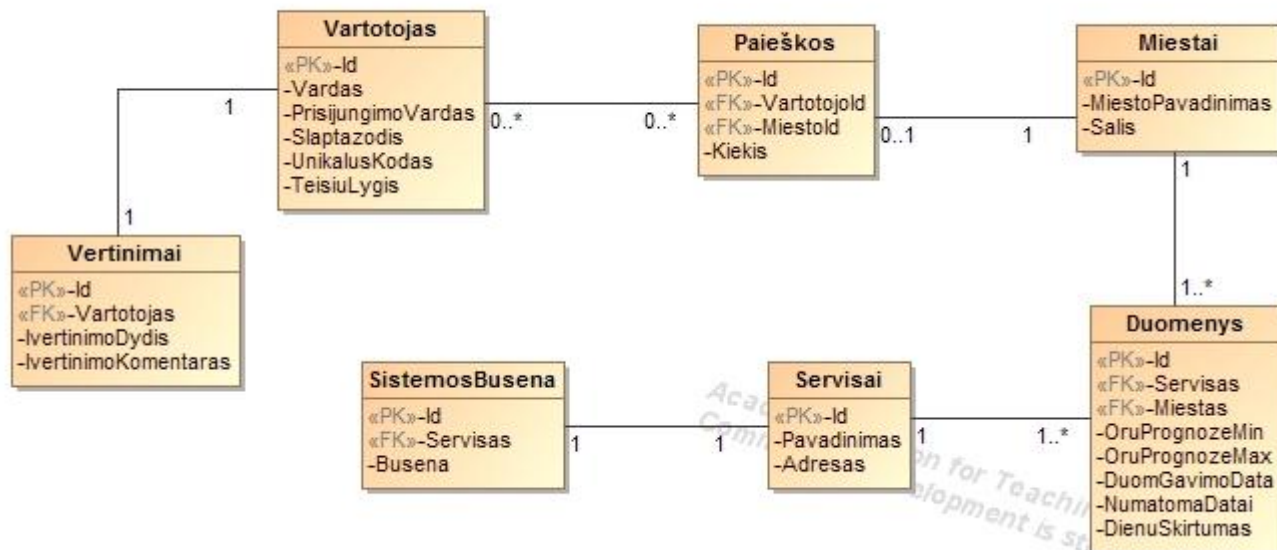 Vartotojas
«PK»-Id
-Vardas
-PrisijungimoVardas
-Slaptazodis
-UnikalusKodas
-TeisiuLygis
1
1
0..*
0..*
Paieškos
«PK»-Id
«FK»-VartotojoId
«FK»-MiestoId
-Kiekis
0..1
1
Miestai
«PK»-Id
-MiestoPavadinimas
-Salis
1
1..*
Vertinimai
«PK»-Id
«FK»-Vartotojas
-IvertinimoDydis
-IvertinimoKomentaras
SistemosBusena
«PK»-Id
«FK»-Servisas
-Busena
1
1
Servisai
«PK»-Id
-Pavadinimas
-Adresas
1
1..*
Duomenys
«PK»-Id
«FK»-Servisas
«FK»-Miestas
-OruPrognozeMin
-OruPrognozeMax
-DuomGavimoData
-NumatomaDatai
-DienuSkirtumas
for